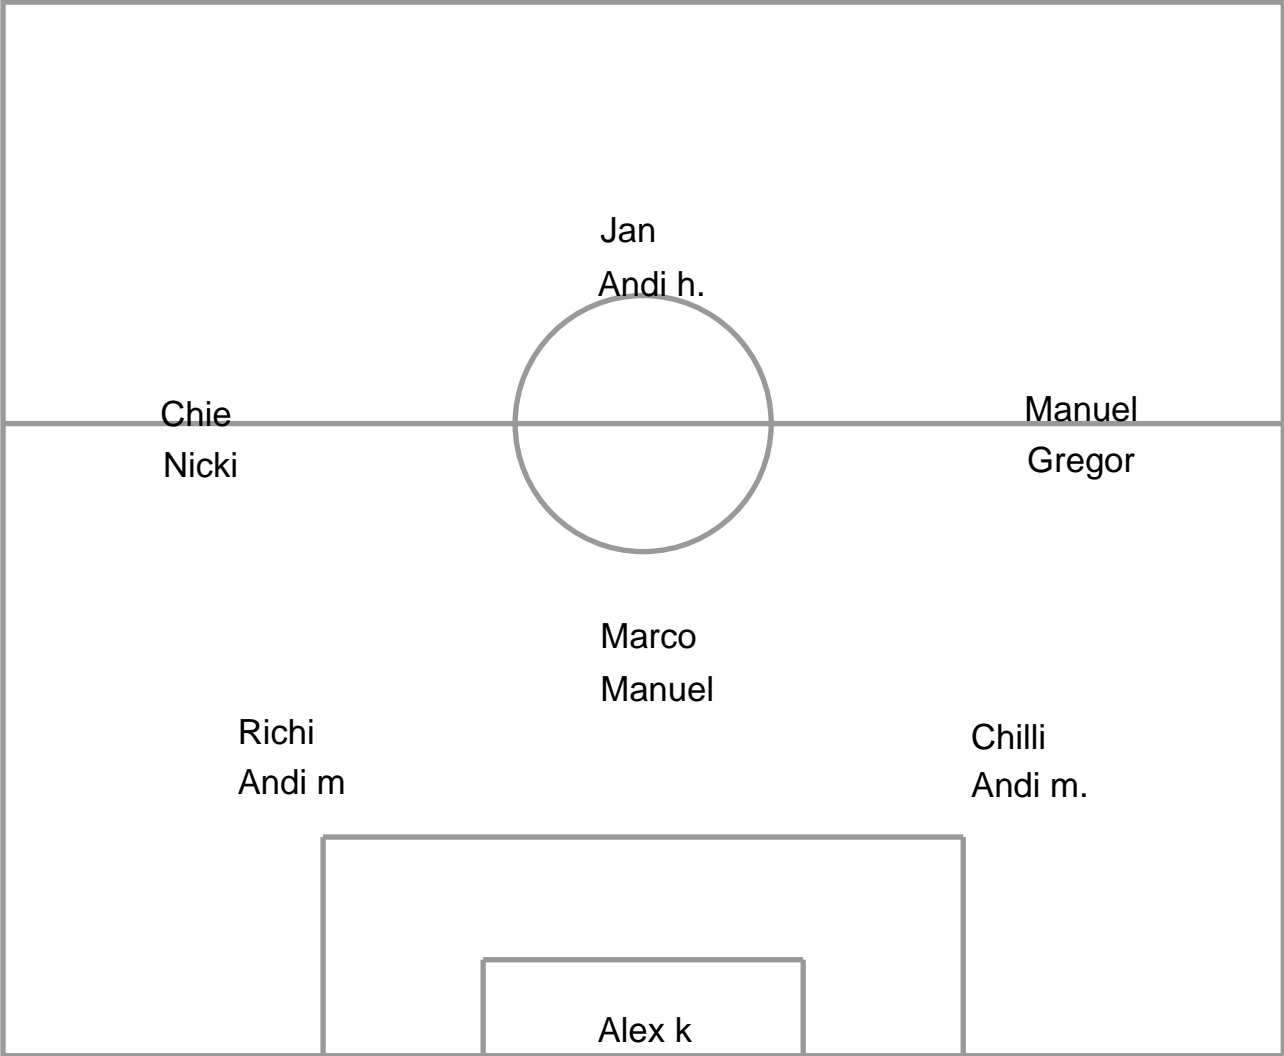 Jan
Andi h.
Chie
Nicki
Manuel
Gregor
Marco
Manuel
Richi
Andi m
Chilli
Andi m.
Alex k